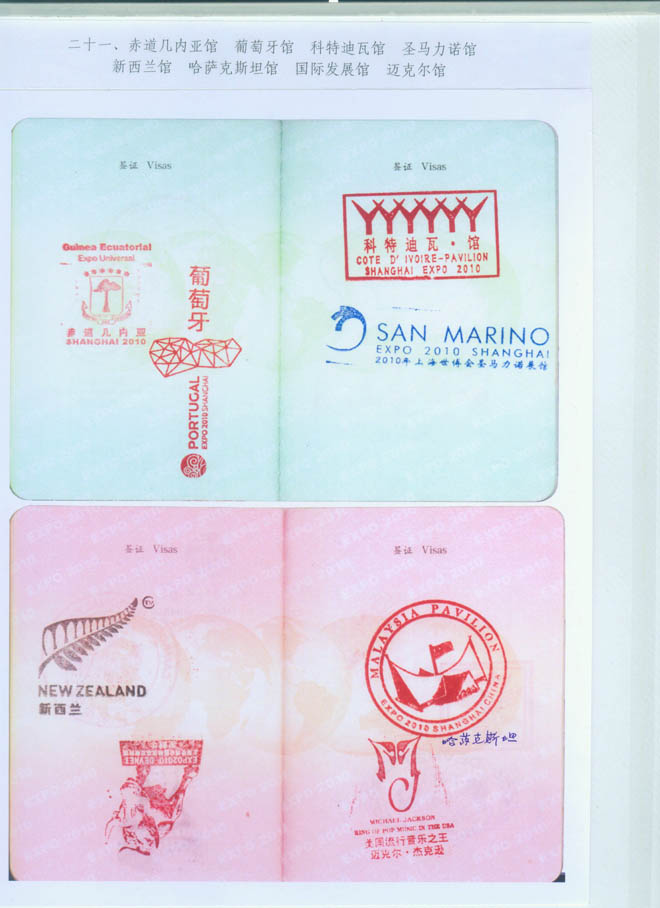 二十一、赤道几内亚馆 葡萄牙馆 科特迪瓦馆 圣马力诺馆
新西兰馆 哈萨克斯坦馆 国际发展馆 迈克尔馆
签证 Visas
签证 Visas
Guinea Ecuatorial
Expo Universal
赤道几内亚
SHANGHAI 2010
葡萄牙
PORTUGAL
EXPO 2010 SHANGHAI
科特迪瓦·馆
COTE D' IVOIRE-PAVILION
SHANGHAI EXPO 2010
SAN MARINO
EXPO 2010 SHANGHAI
2010年上海世博会圣马力诺展馆
签证 Visas
签证 Visas
NEW ZEALAND
新西兰
EXPO2010 DEVNET
MALAYSIA PAVILION
EXPO 2010 SHANGHAI CHINA
哈萨克斯坦
MICHAEL JACKSON
KING OF POP MUSIC IN THE USA
美国流行音乐之王
迈克尔·杰克逊